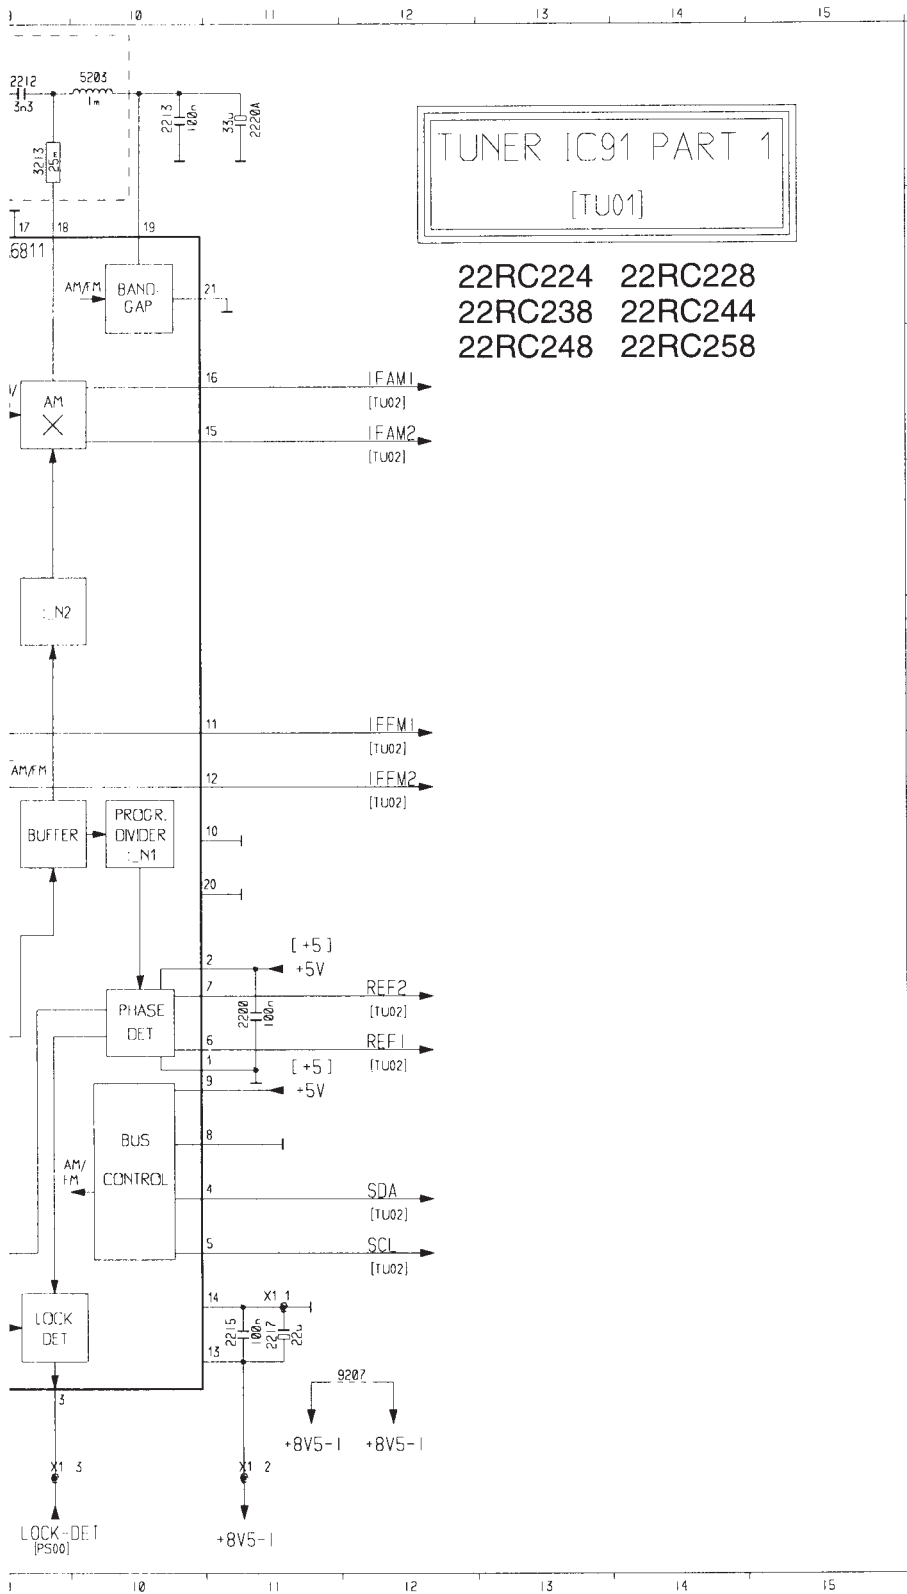 10 11 12 13 14 15
2212
3n3
5203
1m
2213
100n
33u
2220A
3213
25m
TUNER IC91 PART 1
[TU01]
17 18 19
6811
22RC224 22RC228
22RC238 22RC244
22RC248 22RC258
AM/FM
BAND-
GAP
21
16
IFAM1
[TU02]
AM
15
IFAM2
[TU02]
:_N2
11
IFFM1
[TU02]
AM/FM
12
IFFM2
[TU02]
BUFFER
PROGR.
DIVIDER
:_N1
10
20
[+5]
2
+5V
7
REF2
[TU02]
PHASE
DET
2200
100n
6
REF1
[TU02]
1
[+5]
9
+5V
BUS
CONTROL
8
AM/
FM
4
SDA
[TU02]
5
SCL
[TU02]
14
X1 1
LOCK
DET
2215
100n
2217
22u
13
3
9207
+8V5-1 +8V5-1
X1 3
X1 2
LOCK-DET
[PS00]
+8V5-1
10 11 12 13 14 15